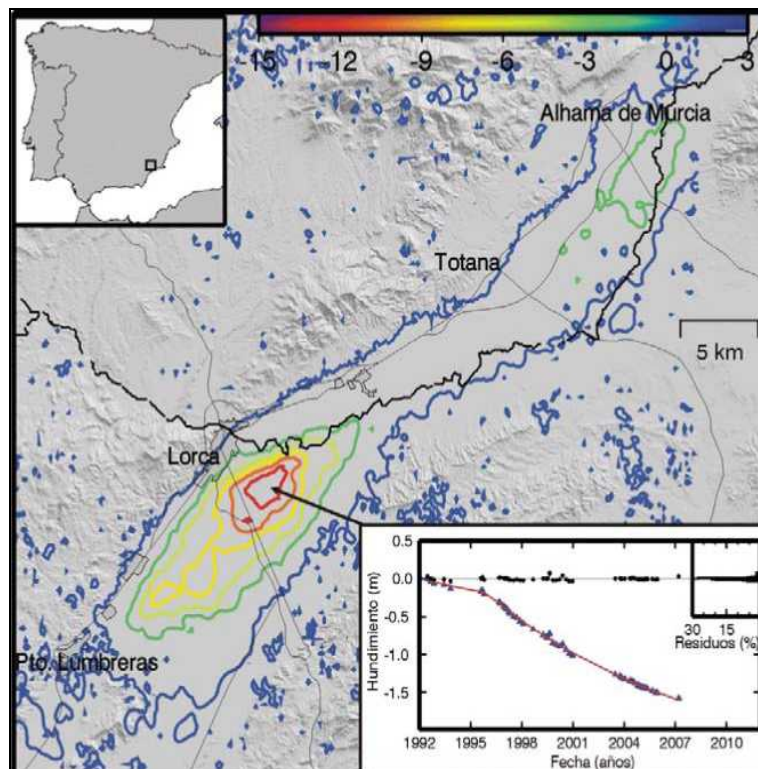 -15 -12 -9 -6 -3 0 3
Alhama de Murcia
Totana
5 km
Lorca
Pto. Lumbreras
0.5
0.0
-0.5
-1.0
-1.5
Hundimiento (m)
30 15
Residuos (%)
1992 1995 1998 2001 2004 2007 2010
Fecha (años)